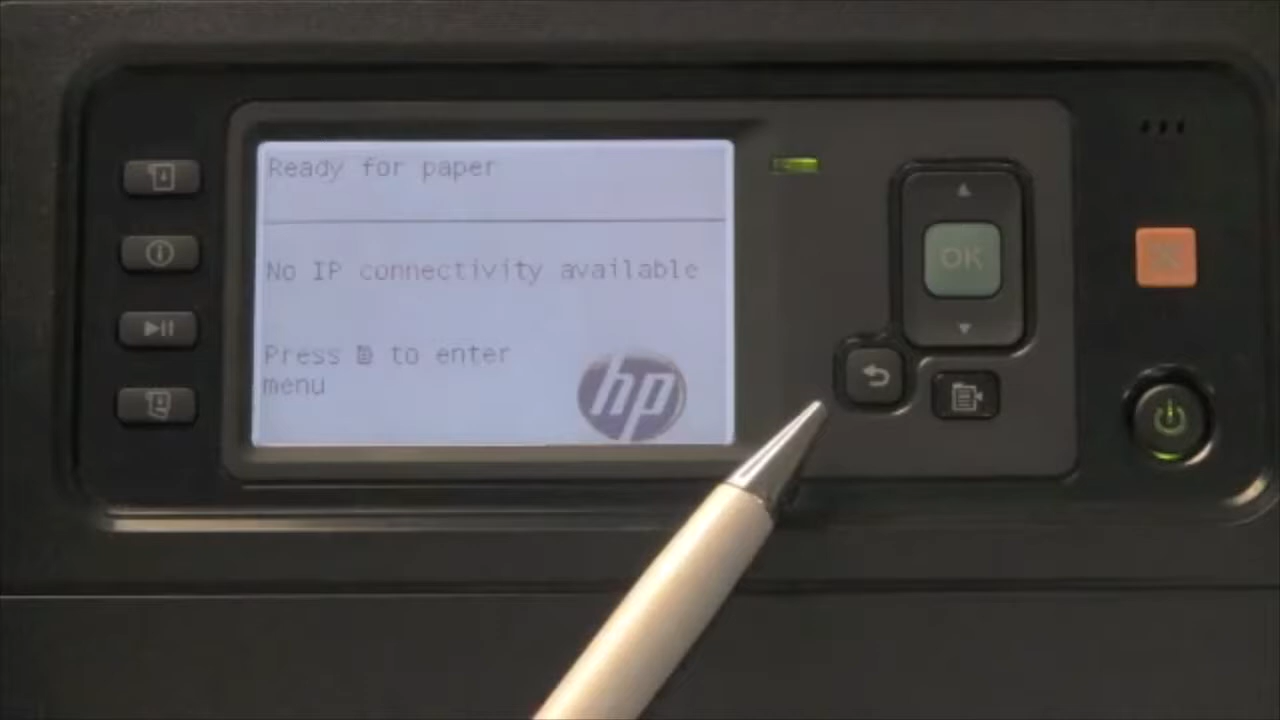 Ready for paper
No IP connectivity available
Press to enter
menu
hp
OK